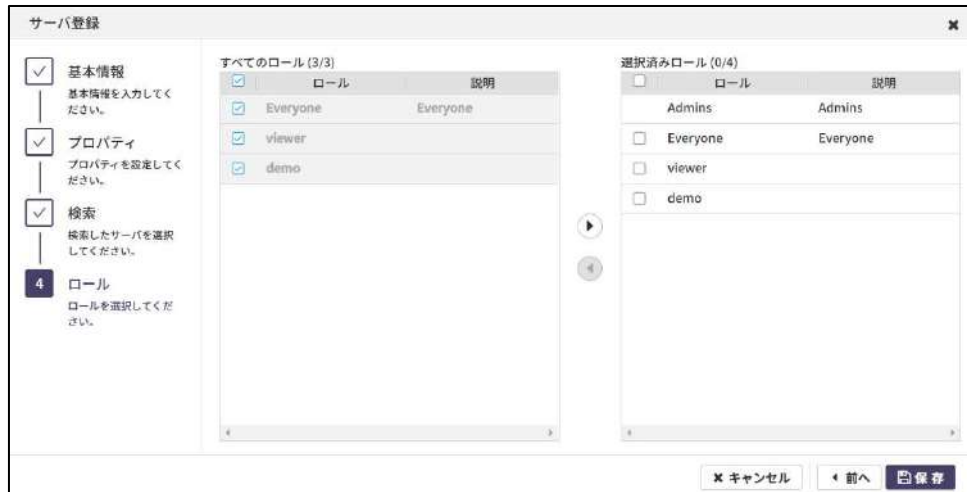 サーバ登録
基本情報
基本情報を入力してく
ださい。
プロパティ
プロパティを設定してく
ださい。
検索
検索したサーバを選択
してください。
4 ロール
ロールを選択してくだ
さい。
すべてのロール (3/3)
ロール 説明
Everyone Everyone
viewer
demo
選択済みロール (0/4)
ロール 説明
Admins Admins
Everyone Everyone
viewer
demo
キャンセル 前へ 保存